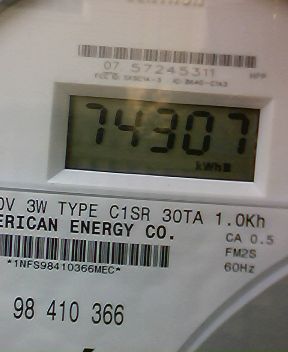 07 57245311
74307
kWh
0V 3W TYPE C1SR 30TA 1.0Kh
ERICAN ENERGY CO.
CA 0.5
FM2S
60Hz
*1NFS98410366MEC*
98 410 366